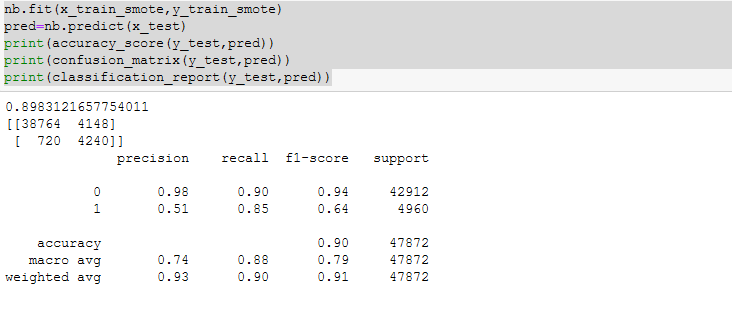 nb.fit(x_train_smote,y_train_smote)
pred=nb.predict(x_test)
print(accuracy_score(y_test,pred))
print(confusion_matrix(y_test,pred))
print(classification_report(y_test,pred))
0.8983121657754011
[[38764  4148]
 [  720  4240]]
              precision    recall  f1-score   support

           0       0.98      0.90      0.94     42912
           1       0.51      0.85      0.64      4960

    accuracy                           0.90     47872
   macro avg       0.74      0.88      0.79     47872
weighted avg       0.93      0.90      0.91     47872